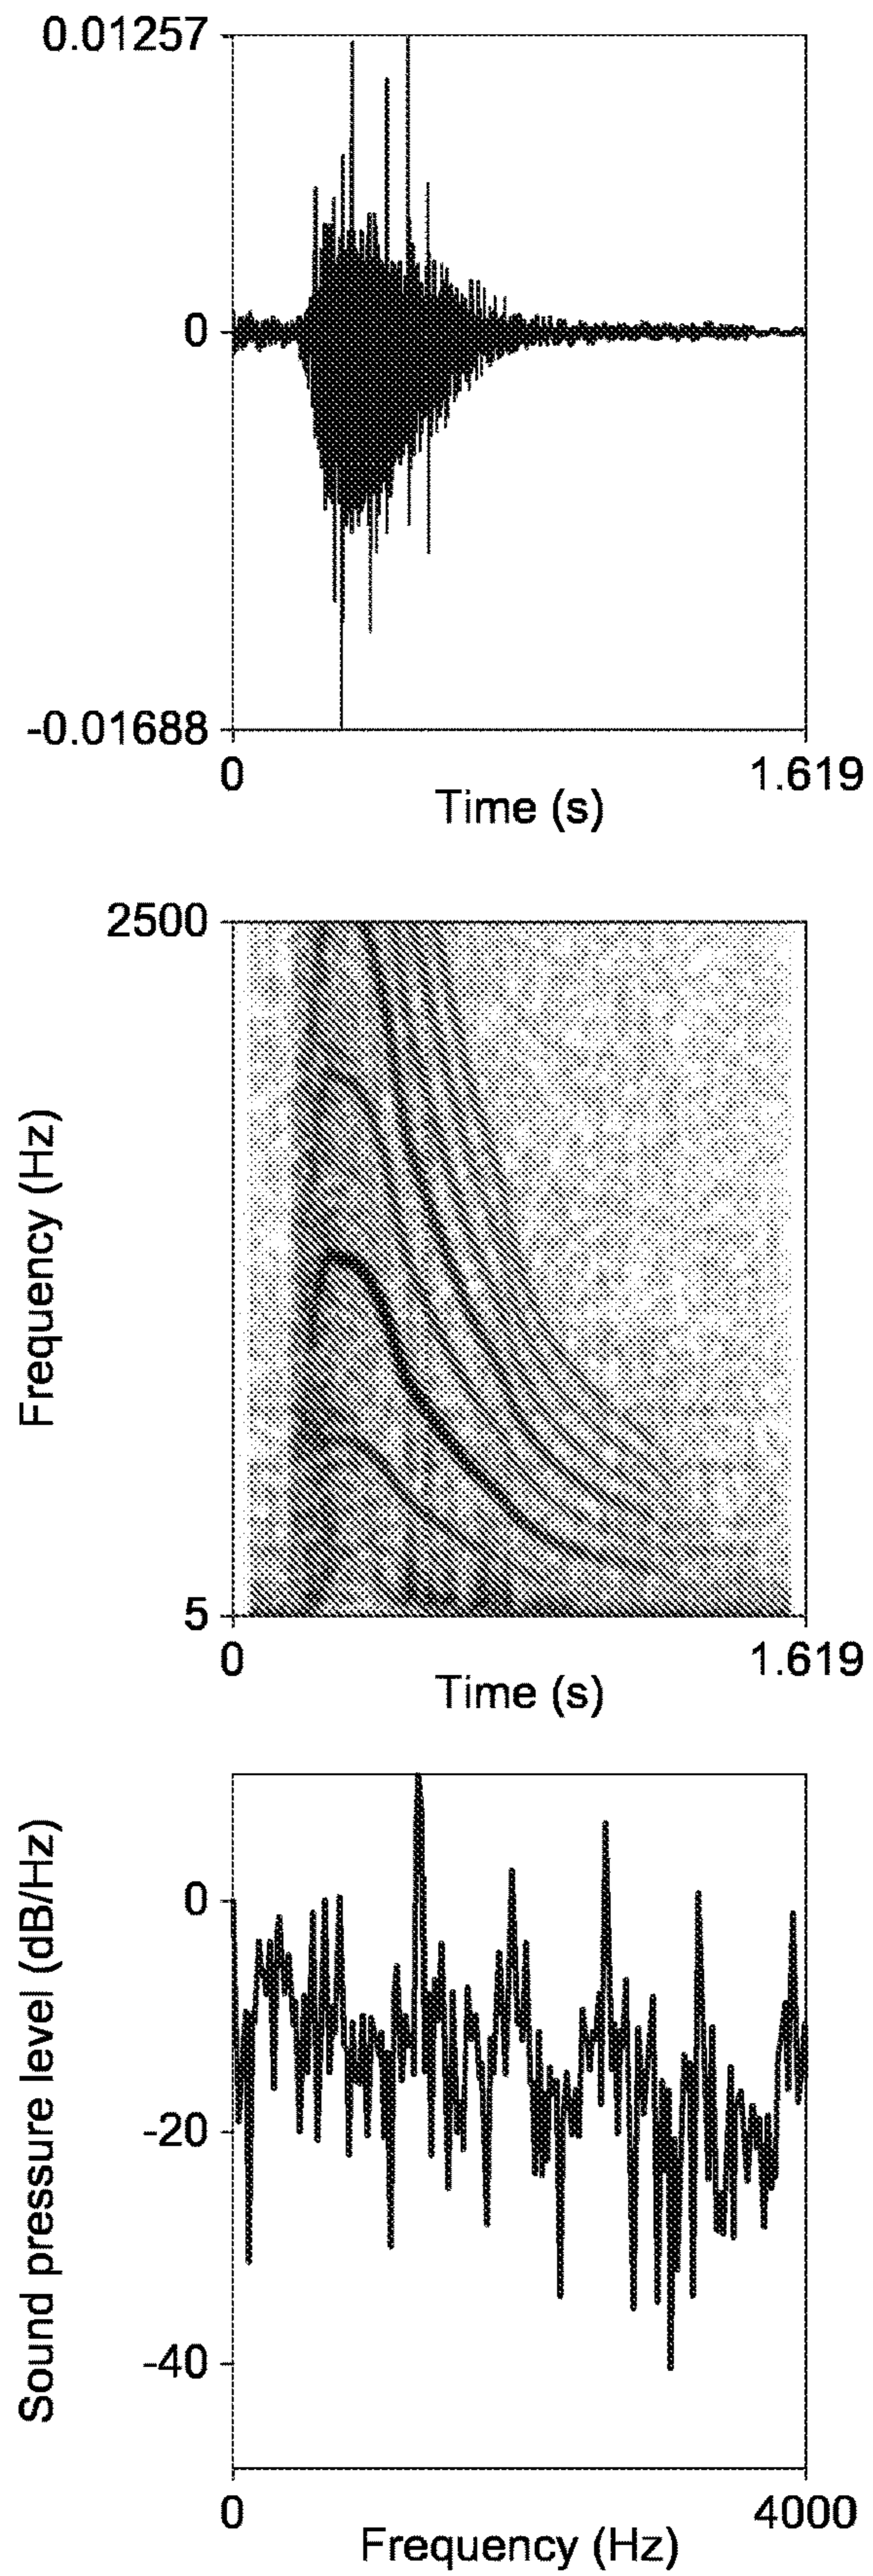 0.01257
0
-0.01688
0
1.619
Time (s)
2500
Frequency (Hz)
5
0
1.619
Time (s)
Sound pressure level (dB/Hz)
0
-20
-40
0
4000
Frequency (Hz)